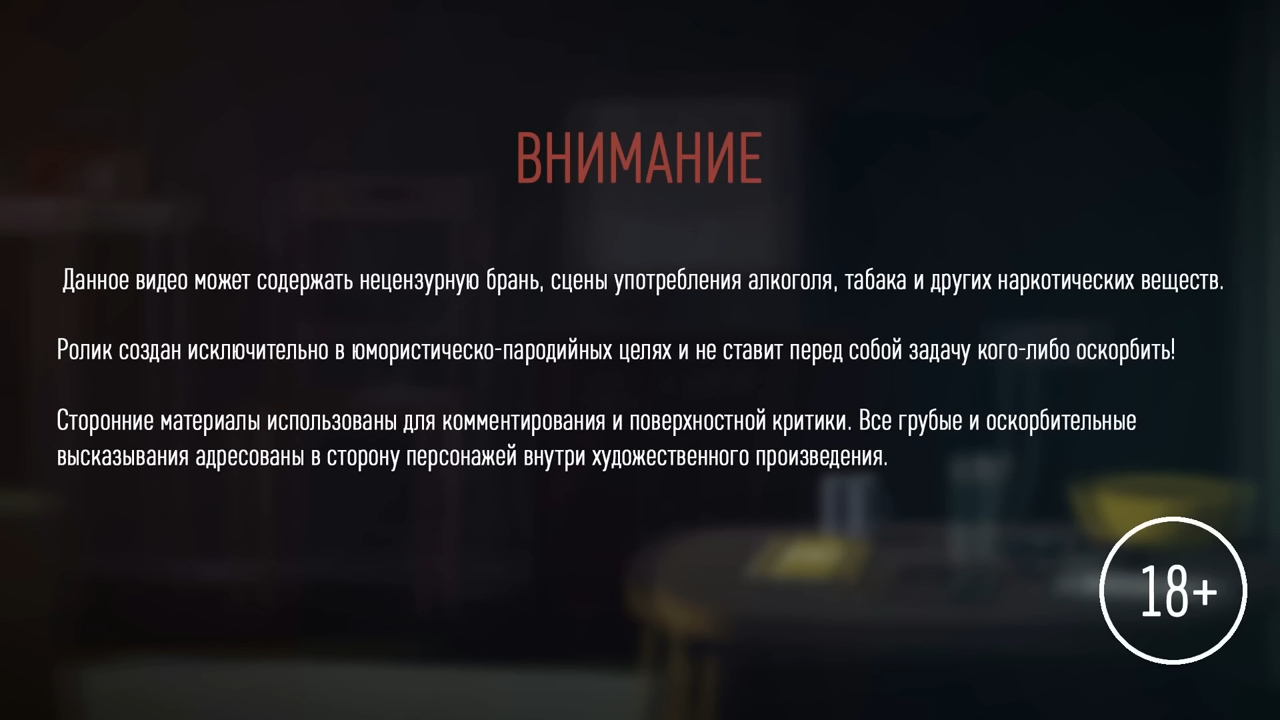 ВНИМАНИЕ
Данное видео может содержать нецензурную брань, сцены употребления алкоголя, табака и других наркотических веществ.
Ролик создан исключительно в юмористическо-пародийных целях и не ставит перед собой задачу кого-либо оскорбить!
Сторонние материалы использованы для комментирования и поверхностной критики. Все грубые и оскорбительные
высказывания адресованы в сторону персонажей внутри художественного произведения.
18+